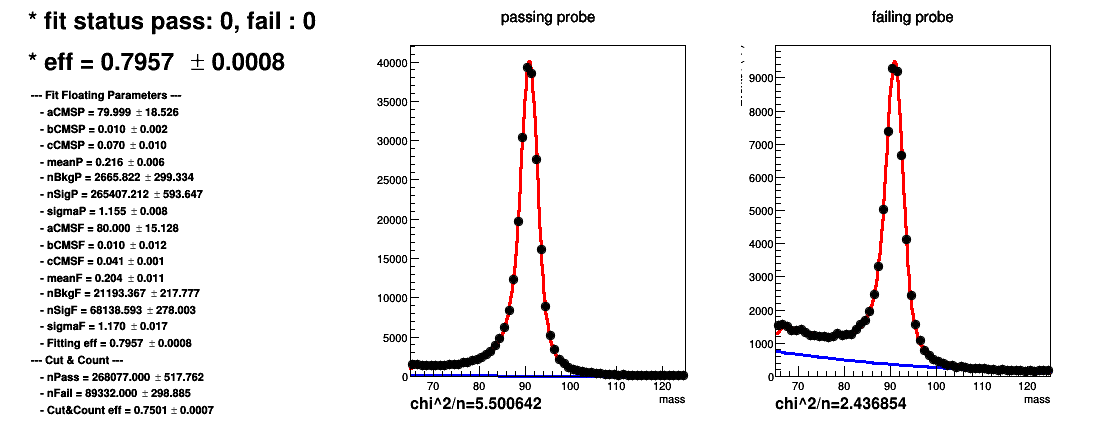 * fit status pass: 0, fail : 0
* eff = 0.7957 ± 0.0008
--- Fit Floating Parameters ---
- aCMSP = 79.999 ± 18.526
- bCMSP = 0.010 ± 0.002
- cCMSP = 0.070 ± 0.010
- meanP = 0.216 ± 0.006
- nBkgP = 2665.822 ± 299.334
- nSigP = 265407.212 ± 593.647
- sigmaP = 1.155 ± 0.008
- aCMSF = 80.000 ± 15.128
- bCMSF = 0.010 ± 0.012
- cCMSF = 0.041 ± 0.001
- meanF = 0.204 ± 0.011
- nBkgF = 21193.367 ± 217.777
- nSigF = 68138.593 ± 278.003
- sigmaF = 1.170 ± 0.017
- Fitting eff = 0.7957 ± 0.0008
--- Cut & Count ---
- nPass = 268077.000 ± 517.762
- nFail = 89332.000 ± 298.885
- Cut&Count eff = 0.7501 ± 0.0007
passing probe
40000
35000
30000
25000
20000
15000
10000
5000
0
70 80 90 100 110 120
mass
chi^2/n=5.500642
failing probe
9000
8000
7000
6000
5000
4000
3000
2000
1000
0
70 80 90 100 110 120
mass
chi^2/n=2.436854